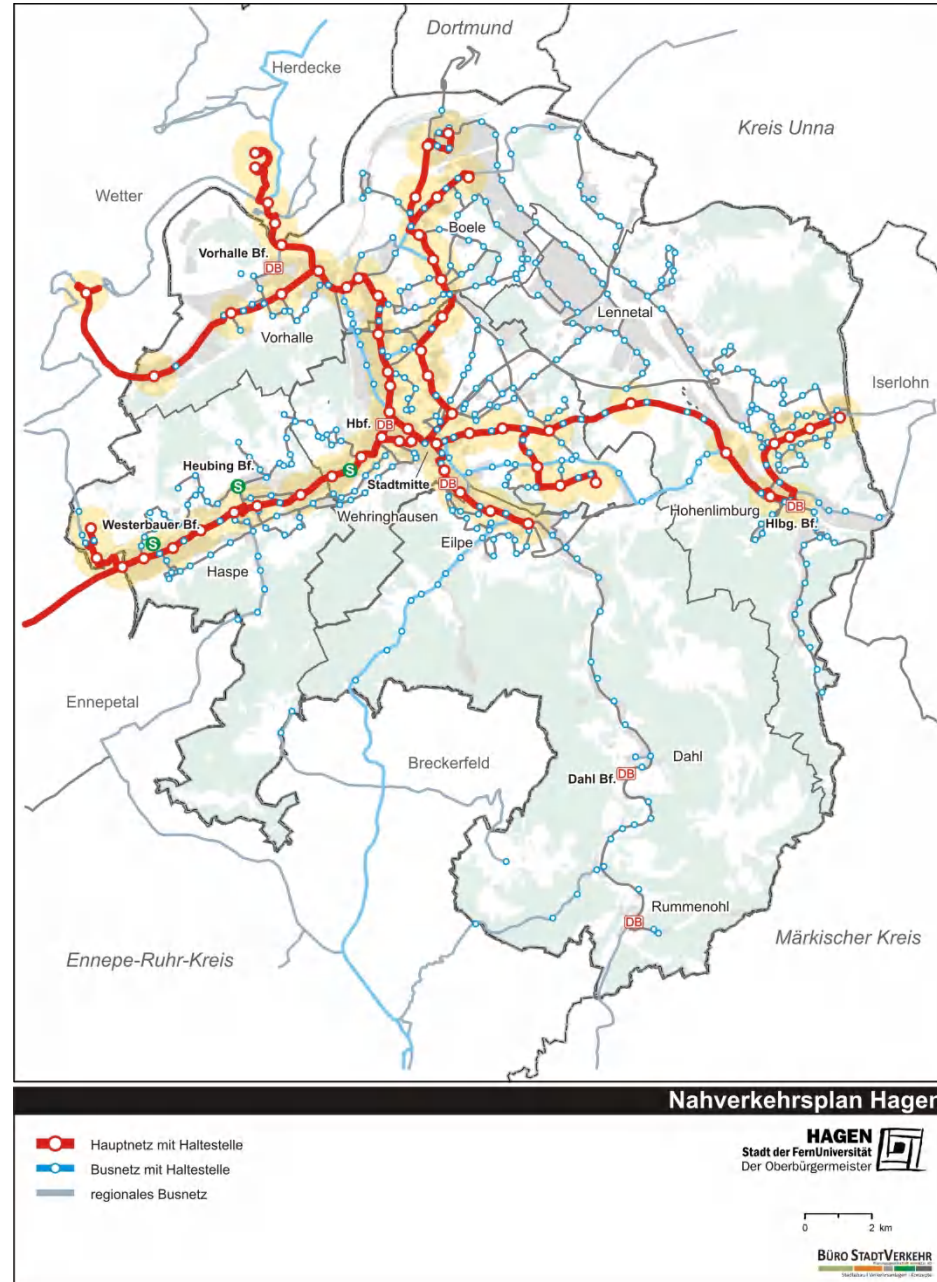 Dortmund
Herdecke
Kreis Unna
Wetter
Boele
Vorhalle Bf.
DB
Lennetal
Vorhalle
Iserlohn
Hbf.
DB
Heubing Bf.
S
S
Stadtmitte
DB
Westerbauer Bf.
S
Wehringhausen
Hohenlimburg
DB
Hlbg. Bf.
Eilpe
Haspe
Ennepetal
Breckerfeld
Dahl
Dahl Bf.
DB
Rummenohl
DB
Märkischer Kreis
Ennepe-Ruhr-Kreis
Nahverkehrsplan Hagen
Hauptnetz mit Haltestelle
Busnetz mit Haltestelle
regionales Busnetz
HAGEN
Stadt der FernUniversität
Der Oberbürgermeister
0 2 km
BÜRO STADTVERKEHR